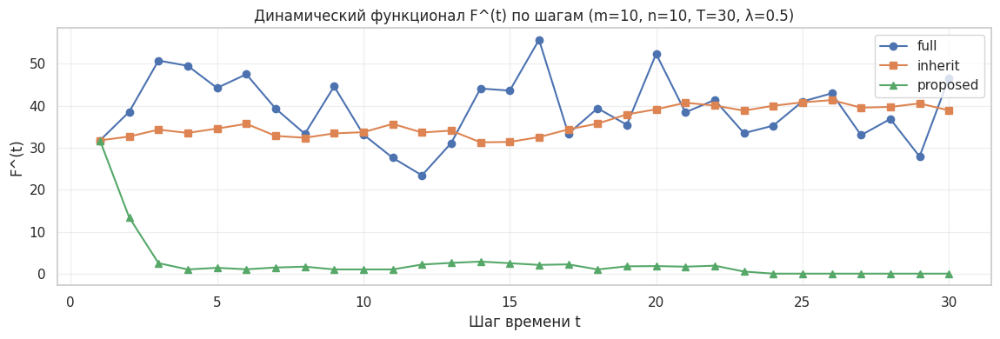 Динамический функционал F^(t) по шагам (m=10, n=10, T=30, λ=0.5)
full
inherit
proposed
F^(t)
50
40
30
20
10
0
0 5 10 15 20 25 30
Шаг времени t